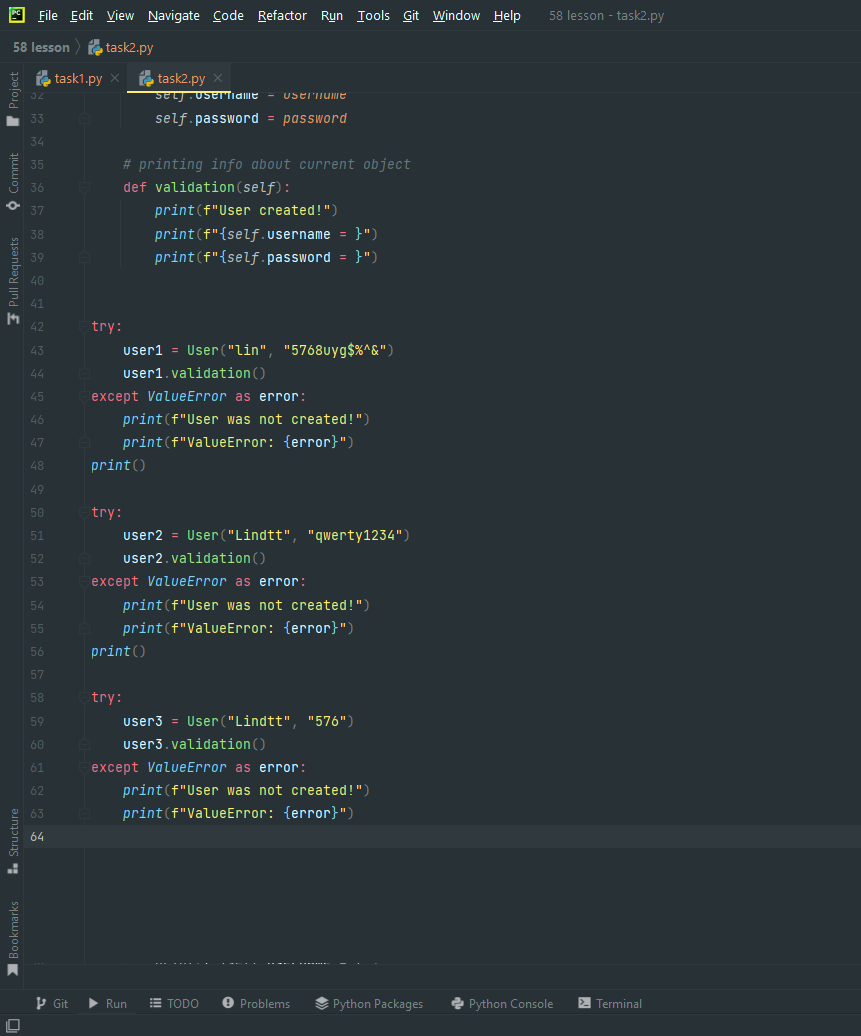 PC File Edit View Navigate Code Refactor Run Tools Git Window Help 58 lesson - task2.py
58 lesson task2.py
task1.py task2.py
Project
Commit
Pull Requests
Structure
Bookmarks
32 self.username = username
33 self.password = password
34
35 # printing info about current object
36 def validation(self):
37 print(f"User created!")
38 print(f"{self.username = }")
39 print(f"{self.password = }")
40
41
42 try:
43 user1 = User("lin", "5768uyg$%^&")
44 user1.validation()
45 except ValueError as error:
46 print(f"User was not created!")
47 print(f"ValueError: {error}")
48 print()
49
50 try:
51 user2 = User("Lindtt", "qwerty1234")
52 user2.validation()
53 except ValueError as error:
54 print(f"User was not created!")
55 print(f"ValueError: {error}")
56 print()
57
58 try:
59 user3 = User("Lindtt", "576")
60 user3.validation()
61 except ValueError as error:
62 print(f"User was not created!")
63 print(f"ValueError: {error}")
64
Git Run TODO Problems Python Packages Python Console Terminal